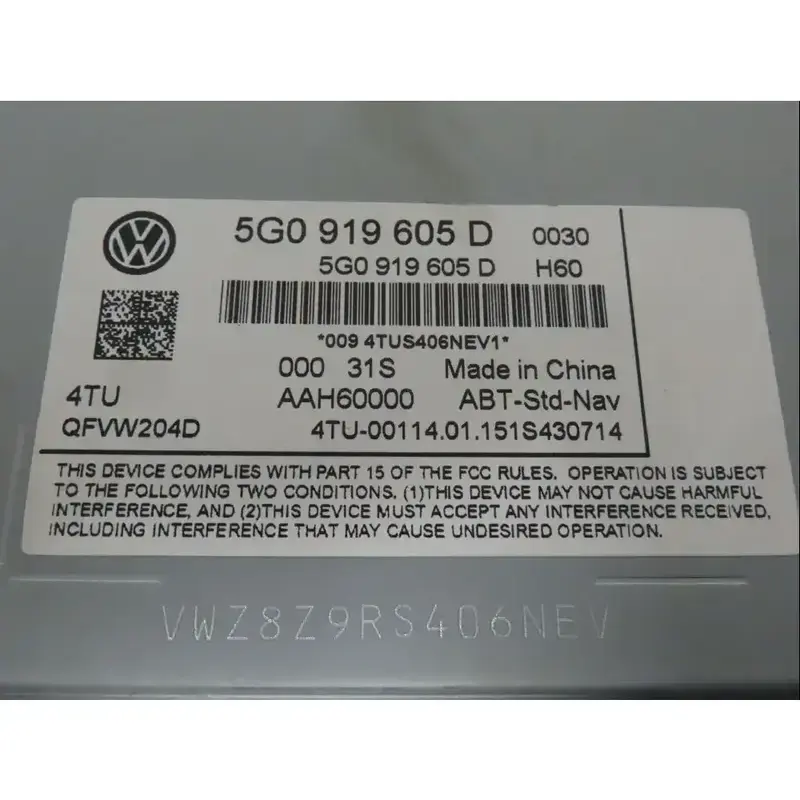 5G0 919 605 D 0030
5G0 919 605 D H60
*009 4TUS406NEV1*
000 31S Made in China
4TU AAH60000 ABT-Std-Nav
QFVW204D 4TU-00114.01.151S430714
THIS DEVICE COMPLIES WITH PART 15 OF THE FCC RULES. OPERATION IS SUBJECT
TO THE FOLLOWING TWO CONDITIONS, (1)THIS DEVICE MAY NOT CAUSE HARMFUL
INTERFERENCE, AND (2)THIS DEVICE MUST ACCEPT ANY INTERFERENCE RECEIVED,
INCLUDING INTERFERENCE THAT MAY CAUSE UNDESIRED OPERATION.
VWZ8Z9RS406NEV